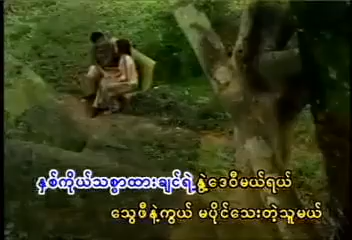 နှစ်ကိုယ်သစ္စာထားချင်ရဲ့ နွဲ့ဒေဝီမယ်ရယ်
သွေဖီနဲ့ကွယ် မပိုင်သေးတဲ့သူမယ်